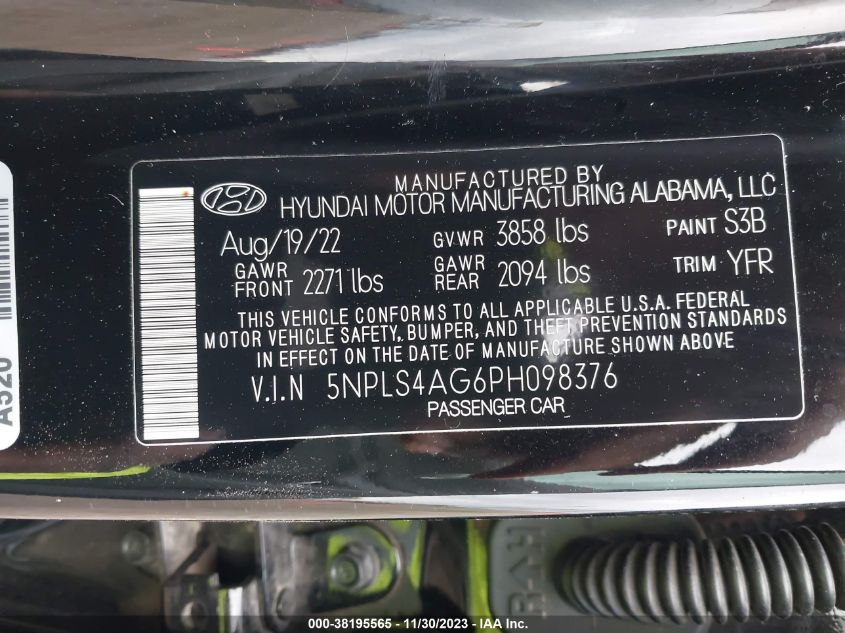 MANUFACTURED BY
HYUNDAI MOTOR MANUFACTURING ALABAMA, LLC
Aug/19/22 GVWR 3858 lbs PAINT S3B
GAWR FRONT 2271 lbs GAWR REAR 2094 lbs TRIM YFR
THIS VEHICLE CONFORMS TO ALL APPLICABLE U.S.A. FEDERAL
MOTOR VEHICLE SAFETY, BUMPER, AND THEFT PREVENTION STANDARDS
IN EFFECT ON THE DATE OF MANUFACTURE SHOWN ABOVE
V.I.N 5NPLS4AG6PH098376
PASSENGER CAR
A520
000-38195565 - 11/30/2023 - IAA Inc.